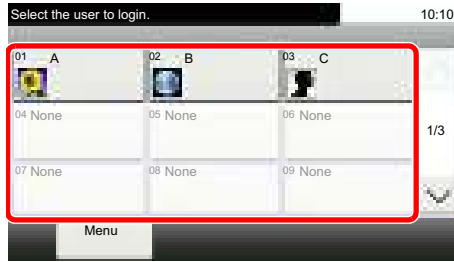 Select the user to login. 10:10
01 A 02 B 03 C
04 None 05 None 06 None
1/3
07 None 08 None 09 None
Menu